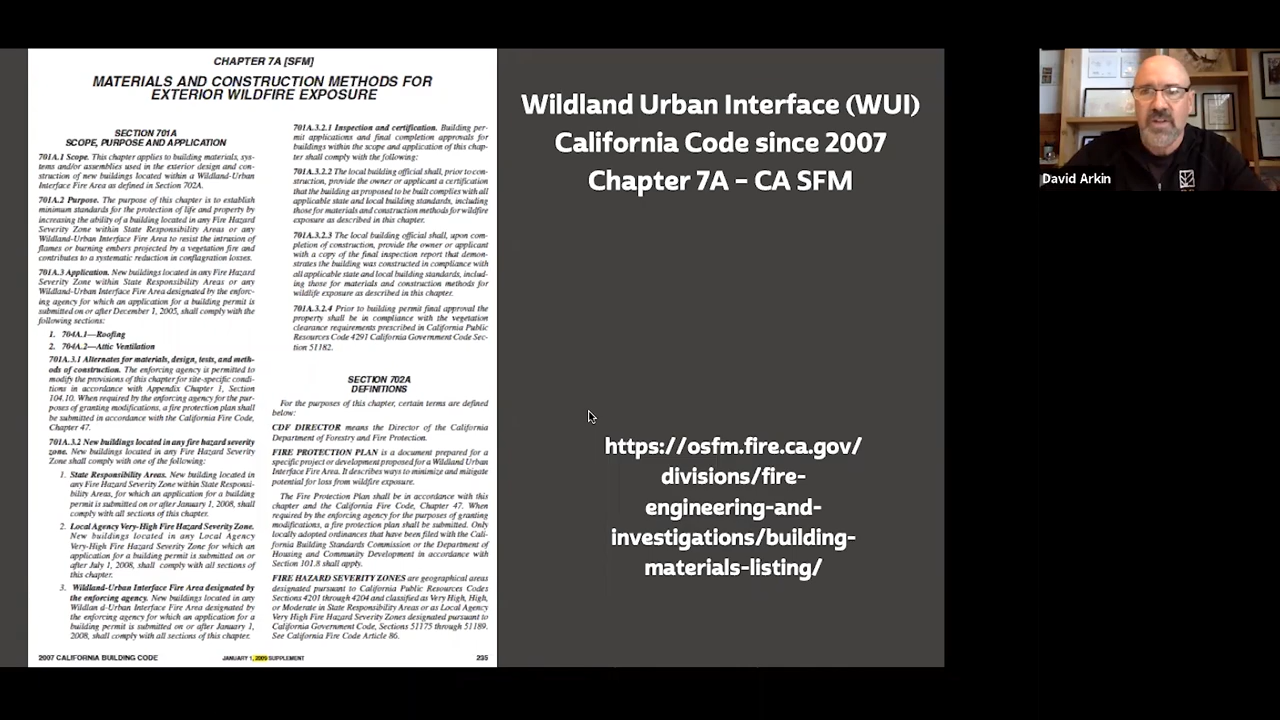 CHAPTER 7A [SFM]
MATERIALS AND CONSTRUCTION METHODS FOR
EXTERIOR WILDFIRE EXPOSURE
SECTION 701A
SCOPE, PURPOSE AND APPLICATION
701A.1 Scope. This chapter applies to building materials, sys-
tems and/or assemblies used in the exterior design and con-
struction of new buildings located within a Wildland-Urban
Interface Fire Area as defined in Section 702A.
701A.2 Purpose. The purpose of this chapter is to establish
minimum standards for the protection of life and property by
increasing the ability of a building located in any Fire Hazard
Severity Zone within State Responsibility Areas or any
Wildland-Urban Interface Fire Area to resist the intrusion of
flames or burning embers projected by a vegetation fire and
contributes to a systematic reduction in conflagration losses.
701A.3 Application. New buildings located in any Fire Hazard
Severity Zone within State Responsibility Areas or any
Wildland-Urban Interface Fire Area designated by the enforc-
ing agency for which an application for a building permit is
submitted on or after December 1, 2005, shall comply with the
following sections:
1. 704A.1—Roofing
2. 704A.2—Attic Ventilation
701A.3.1 Alternates for materials, design, tests, and meth-
ods of construction. The enforcing agency is permitted to
modify the provisions of this chapter for site-specific condi-
tions in accordance with Appendix Chapter 1, Section
104.10. When required by the enforcing agency for the pur-
poses of granting modifications, a fire protection plan shall
be submitted in accordance with the California Fire Code,
Chapter 47.
701A.3.2 New buildings located in any fire hazard severity
zone. New buildings located in any Fire Hazard Severity
Zone shall comply with one of the following:
1. State Responsibility Areas. New building located in
any Fire Hazard Severity Zone within State Responsi-
bility Areas, for which an application for a building
permit is submitted on or after January 1, 2008, shall
comply with all sections of this chapter.
2. Local Agency Very-High Fire Hazard Severity Zone.
New buildings located in any Local Agency
Very-High Fire Hazard Severity Zone for which an
application for a building permit is submitted on or
after July 1, 2008, shall comply with all sections of
this chapter.
3. Wildland-Urban Interface Fire Area designated by
the enforcing agency. New buildings located in any
Wildlan d-Urban Interface Fire Area designated by
the enforcing agency for which an application for a
building permit is submitted on or after January 1,
2008, shall comply with all sections of this chapter.
701A.3.2.1 Inspection and certification. Building per-
mit applications and final completion approvals for
buildings within the scope and application of this chap-
ter shall comply with the following:
701A.3.2.2 The local building official shall, prior to con-
struction, provide the owner or applicant a certification
that the building as proposed to be built complies with all
applicable state and local building standards, including
those for materials and construction methods for wildfire
exposure as described in this chapter.
701A.3.2.3 The local building official shall, upon com-
pletion of construction, provide the owner or applicant
with a copy of the final inspection report that demon-
strates the building was constructed in compliance with
all applicable state and local building standards, includ-
ing those for materials and construction methods for
wildlife exposure as described in this chapter.
701A.3.2.4 Prior to building permit final approval the
property shall be in compliance with the vegetation
clearance requirements prescribed in California Public
Resources Code 4291 California Government Code Sec-
tion 51182.
SECTION 702A
DEFINITIONS
For the purposes of this chapter, certain terms are defined
below:
CDF DIRECTOR means the Director of the California
Department of Forestry and Fire Protection.
FIRE PROTECTION PLAN is a document prepared for a
specific project or development proposed for a Wildland Urban
Interface Fire Area. It describes ways to minimize and mitigate
potential for loss from wildfire exposure.
The Fire Protection Plan shall be in accordance with this
chapter and the California Fire Code, Chapter 47. When
required by the enforcing agency for the purposes of granting
modifications, a fire protection plan shall be submitted. Only
locally adopted ordinances that have been filed with the Cali-
fornia Building Standards Commission or the Department of
Housing and Community Development in accordance with
Section 101.8 shall apply.
FIRE HAZARD SEVERITY ZONES are geographical areas
designated pursuant to California Public Resources Codes
Sections 4201 through 4204 and classified as Very High, High,
or Moderate in State Responsibility Areas or as Local Agency
Very High Fire Hazard Severity Zones designated pursuant to
California Government Code, Sections 51175 through 51189.
See California Fire Code Article 86.
2007 CALIFORNIA BUILDING CODE
JANUARY 1, 2009 SUPPLEMENT
235
Wildland Urban Interface (WUI)
California Code since 2007
Chapter 7A – CA SFM
https://osfm.fire.ca.gov/
divisions/fire-
engineering-and-
investigations/building-
materials-listing/
David Arkin